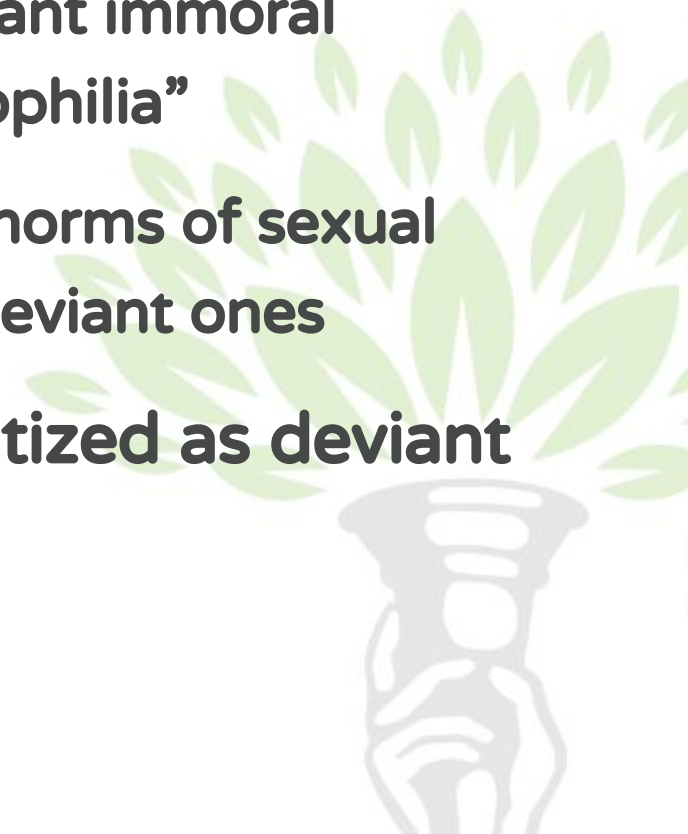 ant immoral
ophilia”
norms of sexual
eviant ones
tized as deviant